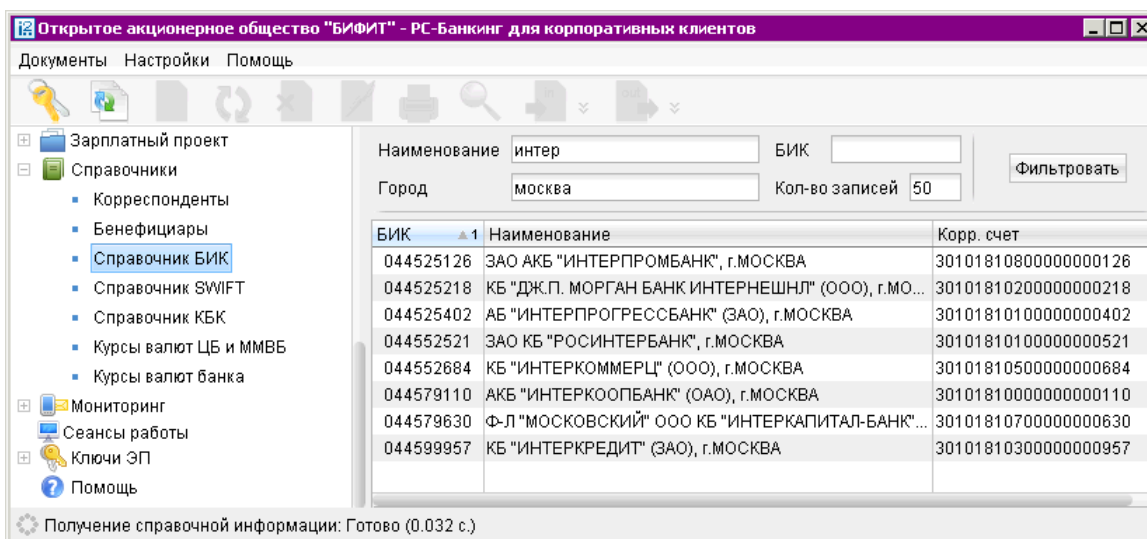 Открытое акционерное общество "БИФИТ" - РС-Банкинг для корпоративных клиентов
Документы Настройки Помощь
in out
Зарплатный проект
Справочники
Корреспонденты
Бенефициары
Справочник БИК
Справочник SWIFT
Справочник КБК
Курсы валют ЦБ и ММВБ
Курсы валют банка
Мониторинг
Сеансы работы
Ключи ЭП
Помощь
Наименование интер БИК
Фильтровать
Город москва Кол-во записей 50
БИК 1 Наименование Корр. счет
044525126 ЗАО АКБ "ИНТЕРПРОМБАНК", г.МОСКВА 30101810800000000126
044525218 КБ "ДЖ.П. МОРГАН БАНК ИНТЕРНЕШНЛ" (ООО), г.МО... 30101810200000000218
044525402 АБ "ИНТЕРПРОГРЕССБАНК" (ЗАО), г.МОСКВА 30101810100000000402
044552521 ЗАО КБ "РОСИНТЕРБАНК", г.МОСКВА 30101810100000000521
044552684 КБ "ИНТЕРКОММЕРЦ" (ООО), г.МОСКВА 30101810500000000684
044579110 АКБ "ИНТЕРКООПБАНК" (ОАО), г.МОСКВА 30101810000000000110
044579630 Ф-Л "МОСКОВСКИЙ" ООО КБ "ИНТЕРКАПИТАЛ-БАНК"... 30101810700000000630
044599957 КБ "ИНТЕРКРЕДИТ" (ЗАО), г.МОСКВА 30101810300000000957
Получение справочной информации: Готово (0.032 с.)